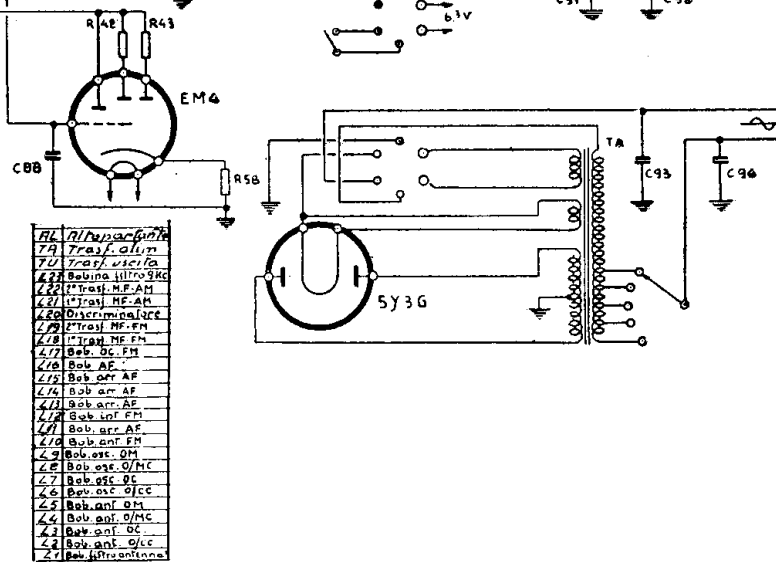 R42 R43
6.3V
EM4
C88
R58
TA
C93
C94
5Y3G
AL Altoparlante
TA Trasf. alim
TU Trasf. uscita
L23 Bobina filtro 9Kc
L22 2° Trasf. M.F-AM
L21 1° Trasf. MF-AM
L20 Discriminatore
L19 2° Trasf MF-FM
L18 1° Trasf MF FM
L17 Bob. OC. FM
L16 Bob AF
L15 Bob arr AF
L14 Bob arr AF
L13 Bob arr. AF
L12 Bob. int FM
L11 Bob. arr AF
L10 Bob. ant. FM
L9 Bob. osc. OM
L8 Bob. osc. O/MC
L7 Bob. osc. OC
L6 Bob. osc. O/CC
L5 Bob. ant OM
L4 Bob. ant. O/MC
L3 Bob. ant. OC
L2 Bob. ant. O/CC
L1 Bob. filtro antenna